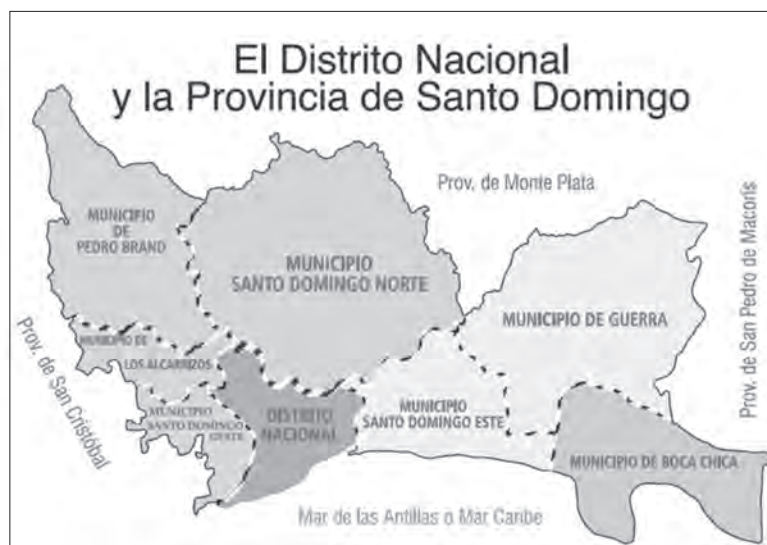 El Distrito Nacional
y la Provincia de Santo Domingo
Prov. de Monte Plata
Prov. de San Pedro de Macorís
Prov. de San Cristóbal
MUNICIPIO
DE
PEDRO BRAND
MUNICIPIO
SANTO DOMINGO NORTE
MUNICIPIO DE GUERRA
MUNICIPIO DE
LOS ALCARRIZOS
MUNICIPIO
SANTO DOMINGO
OESTE
DISTRITO
NACIONAL
MUNICIPIO
SANTO DOMINGO ESTE
MUNICIPIO DE BOCA CHICA
Mar de las Antillas o Mar Caribe